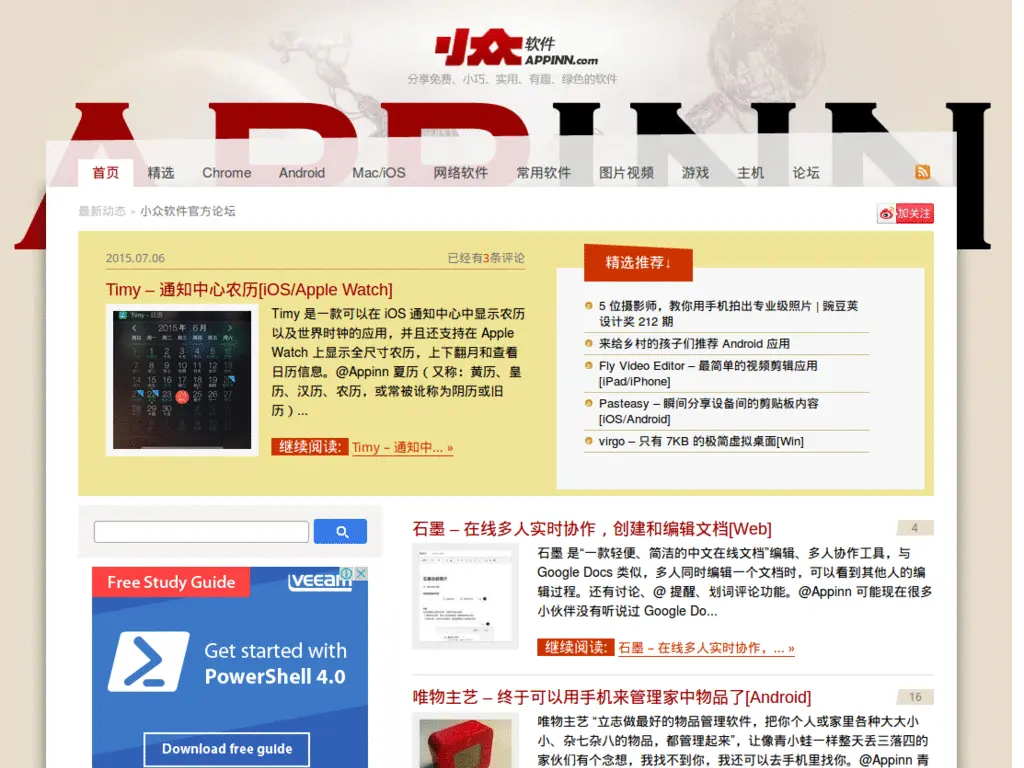 小众软件
APPINN.com
分享免费、小巧、实用、有趣、绿色的软件
APPINN
首页 精选 Chrome Android Mac/iOS 网络软件 常用软件 图片视频 游戏 主机 论坛
最新动态 » 小众软件官方论坛
加关注
2015.07.06 已经有3条评论
Timy – 通知中心农历[iOS/Apple Watch]
Timy - 日历
2015年 6月
Timy 是一款可以在 iOS 通知中心中显示农历
以及世界时钟的应用，并且还支持在 Apple
Watch 上显示全尺寸农历，上下翻月和查看
日历信息。@Appinn 夏历（又称：黄历、皇
历、汉历、农历，或常被讹称为阴历或旧
历）...
继续阅读: Timy – 通知中... »
精选推荐↓
5 位摄影师，教你用手机拍出专业级照片 | 豌豆荚
设计奖 212 期
来给乡村的孩子们推荐 Android 应用
Fly Video Editor – 最简单的视频剪辑应用
[iPad/iPhone]
Pasteasy – 瞬间分享设备间的剪贴板内容
[iOS/Android]
virgo – 只有 7KB 的极简虚拟桌面[Win]
Free Study Guide
veeam
Get started with
PowerShell 4.0
Download free guide
石墨 – 在线多人实时协作，创建和编辑文档[Web] 4
石墨 是“一款轻便、简洁的中文在线文档”编辑、多人协作工具，与
Google Docs 类似，多人同时编辑一个文档时，可以看到其他人的编
辑过程。还有讨论、@ 提醒、划词评论功能。@Appinn 可能现在很多
小伙伴没有听说过 Google Do...
继续阅读: 石墨 – 在线多人实时协作，... »
唯物主艺 – 终于可以用手机来管理家中物品了[Android] 16
唯物主艺 “立志做最好的物品管理软件，把你个人或家里各种大大小
小、杂七杂八的物品，都管理起来”，让像青小蛙一样整天丢三落四的
家伙们有个念想，我找不到你，我还可以去手机里找你。@Appinn 青